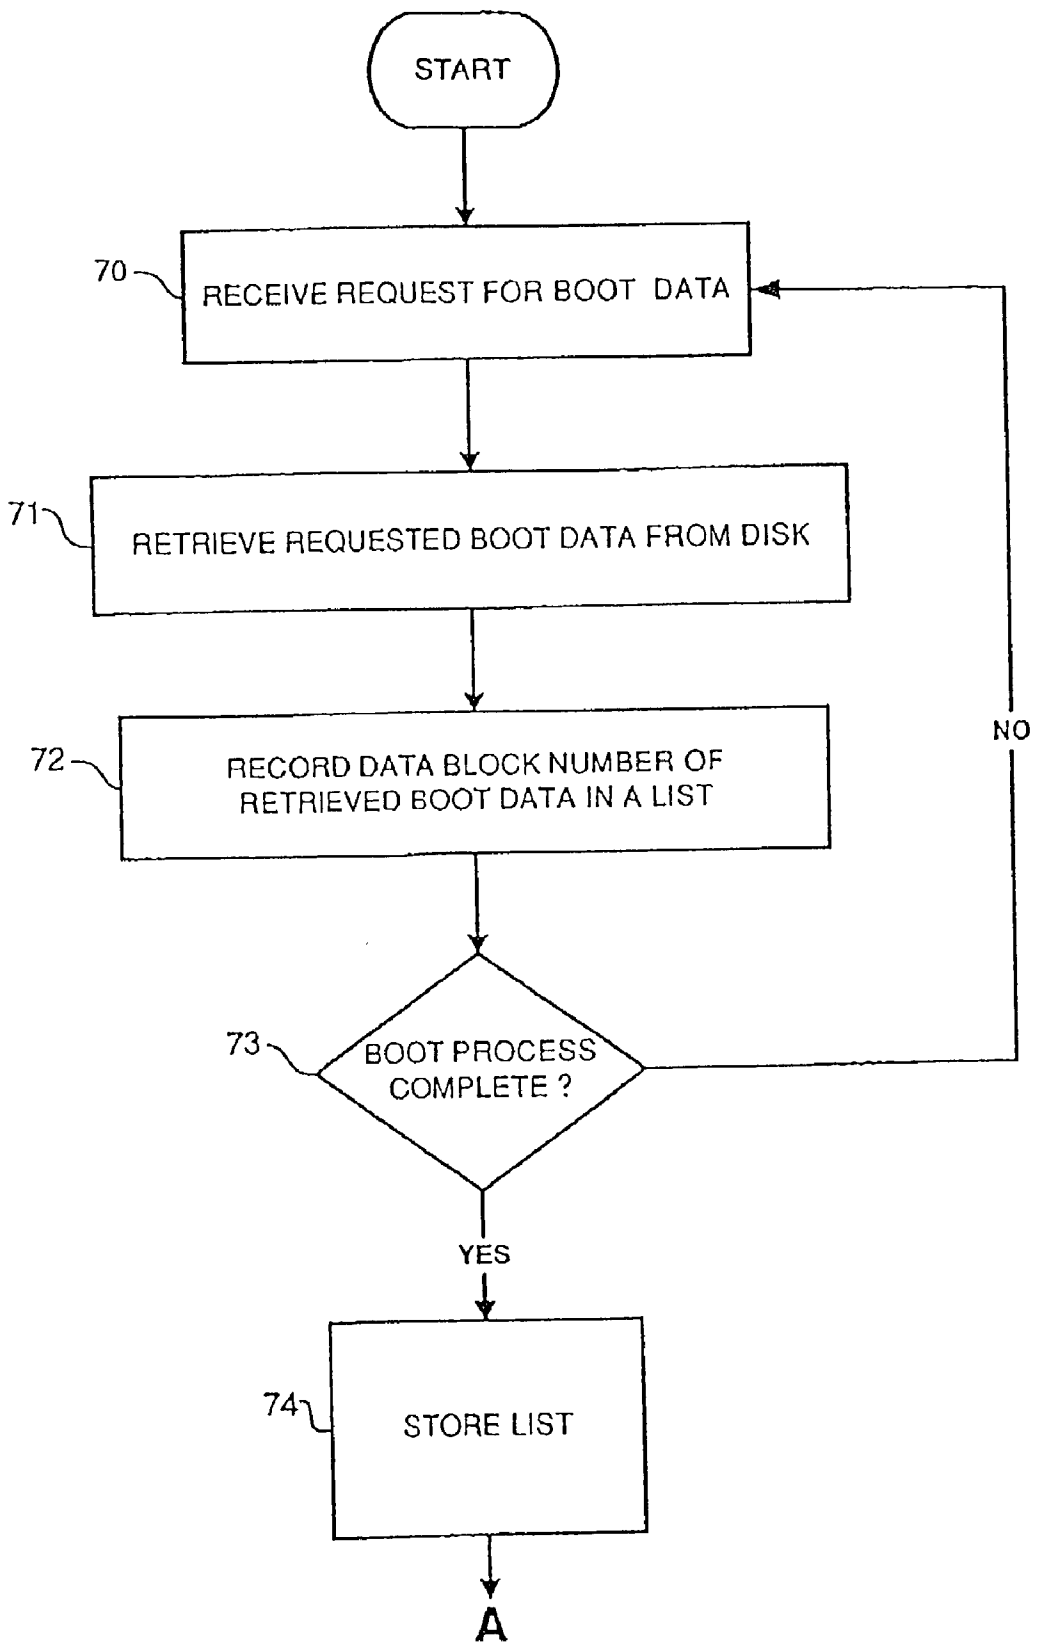 START
70
RECEIVE REQUEST FOR BOOT DATA
71
RETRIEVE REQUESTED BOOT DATA FROM DISK
72
RECORD DATA BLOCK NUMBER OF
RETRIEVED BOOT DATA IN A LIST
NO
73
BOOT PROCESS
COMPLETE ?
YES
74
STORE LIST
A